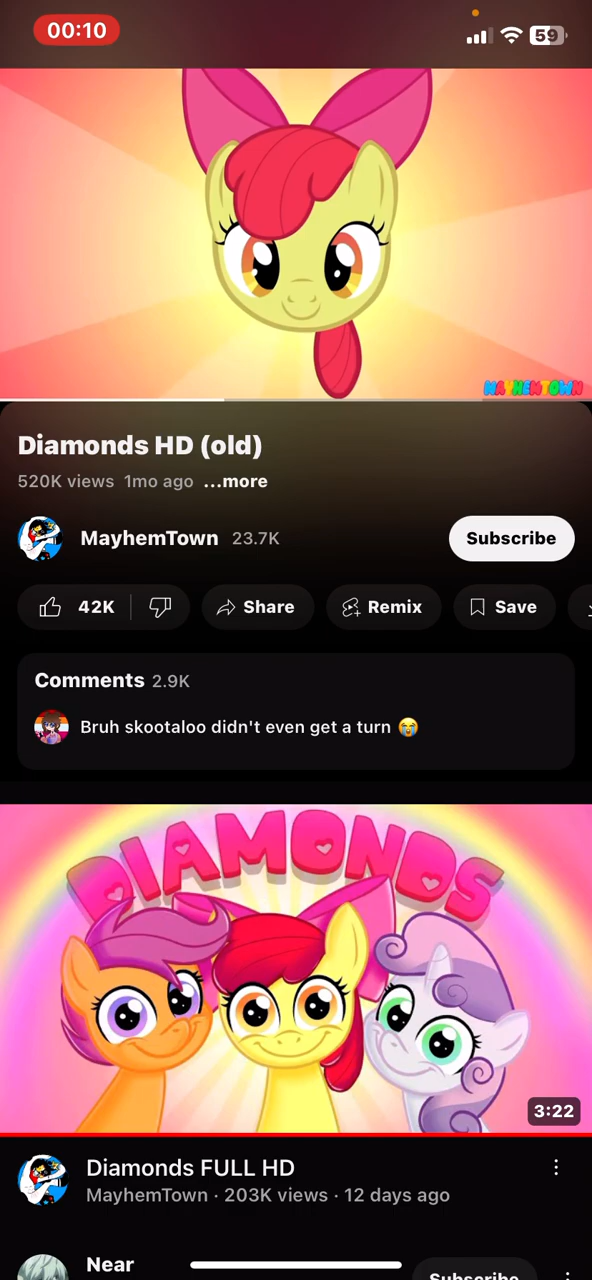 00:10
59
MAYHEMTOWN
Diamonds HD (old)
520K views 1mo ago ...more
MayhemTown 23.7K
Subscribe
42K
Share
Remix
Save
Comments 2.9K
Bruh skootaloo didn't even get a turn 😭
DIAMONDS
3:22
Diamonds FULL HD
MayhemTown · 203K views · 12 days ago
Near
Subscribe